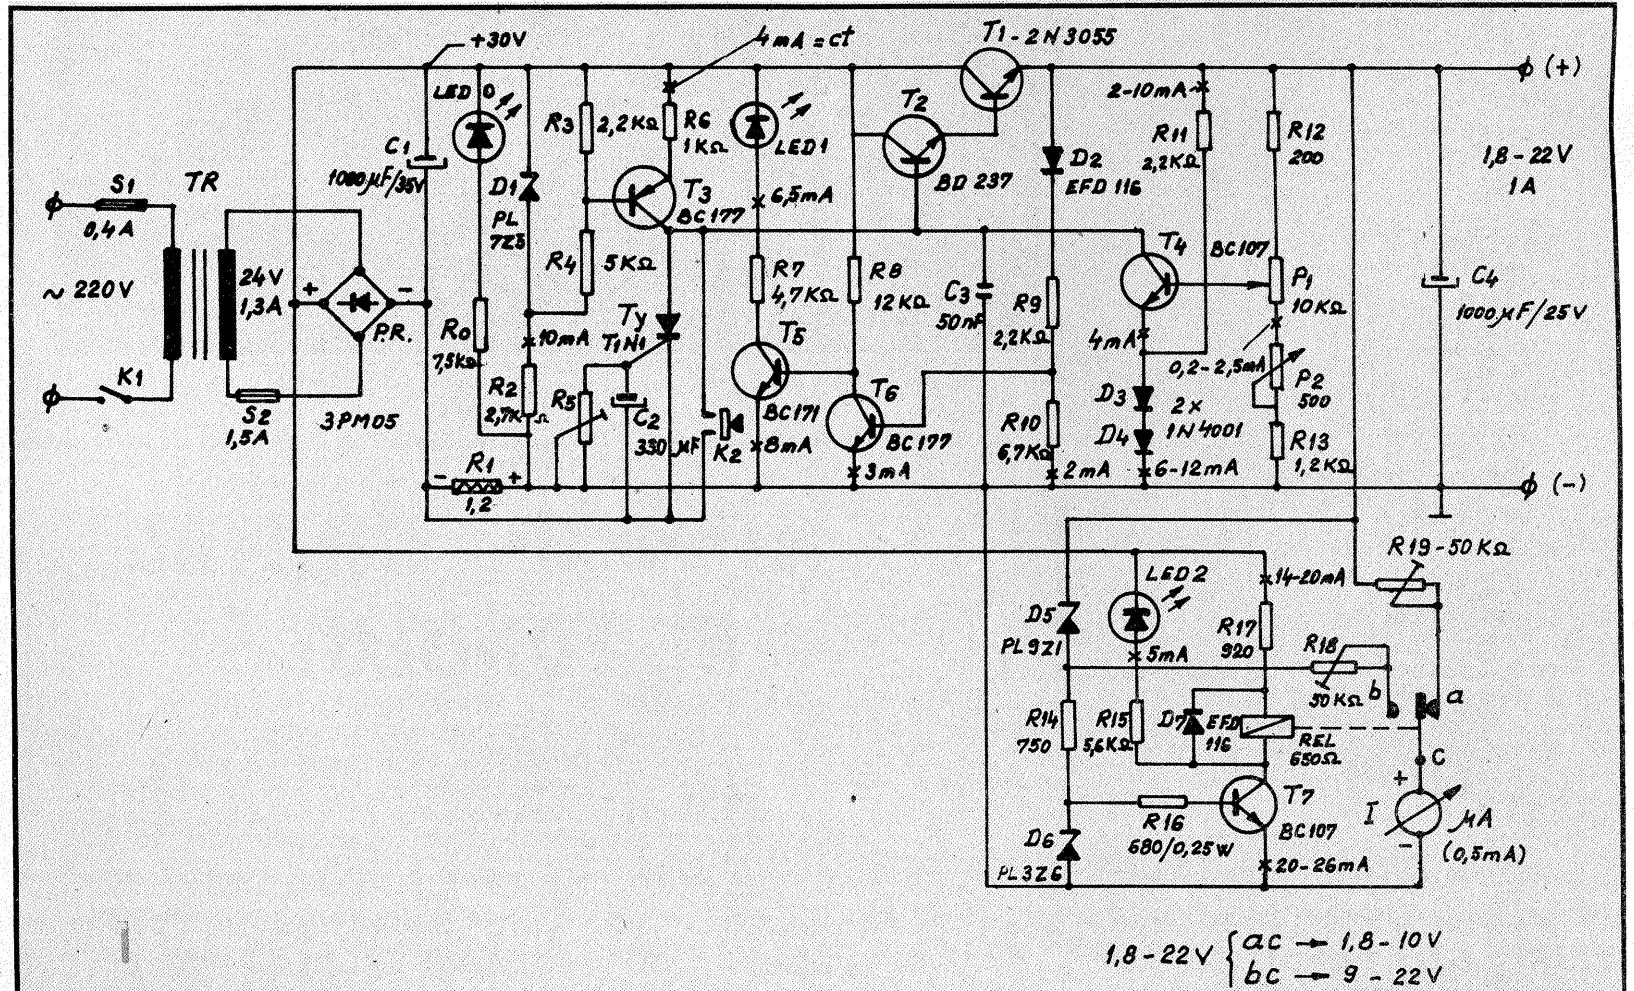 +30V
4mA = ct
T1 - 2N3055
ϕ (+)
LED 0
C1
1000 µF/35V
R3
2,2KΩ
R6
1KΩ
LED1
T2
BD 237
D2
EFD 116
2-10mA
R11
2,2KΩ
R12
200
1,8 - 22V
1A
S1
0,4A
TR
~ 220V
24V
1,3A
+
-
P.R.
3PM05
K1
S2
1,5A
D1
PL
7Z5
T3
BC177
6,5mA
R4
5KΩ
R7
4,7KΩ
R8
12KΩ
C3
50nF
R9
2,2KΩ
T4
BC107
P1
10KΩ
C4
1000 µF/25V
R0
7,5KΩ
10mA
Ty
T1N1
T5
BC171
T6
BC177
4mA
0,2-2,5mA
P2
500
R2
2,7KΩ
R5
C2
330 µF
K2
8mA
3mA
R10
6,7KΩ
2mA
D3
D4
2x
1N4001
6-12mA
R13
1,2KΩ
- R1 +
1,2
ϕ (-)
R19-50KΩ
LED2
14-20mA
D5
PL9Z1
5mA
R17
920
R18
50KΩ
b
a
R14
750
R15
5,6KΩ
D7
EFD
116
REL
650Ω
c
+
T7
BC107
I
µA
(0,5mA)
-
D6
PL3Z6
R16
680/0,25W
20-26mA
1,8-22V { ac → 1,8-10V
bc → 9 - 22V